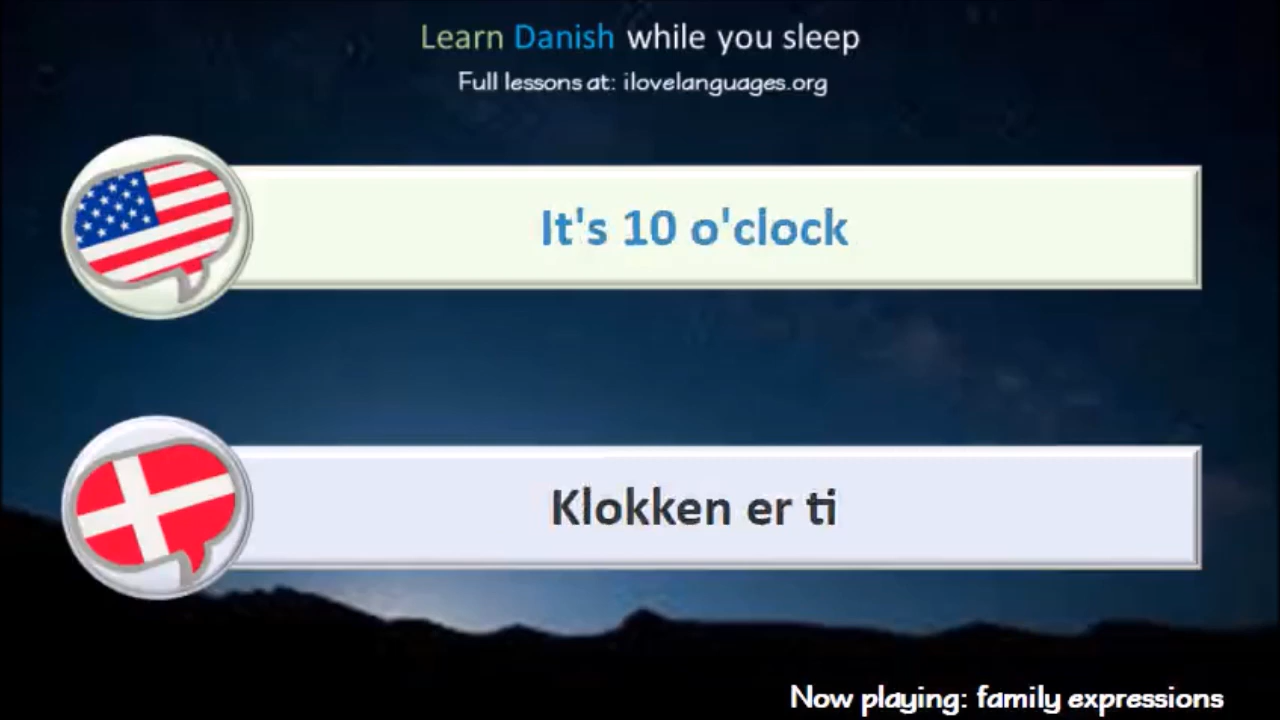 Learn Danish while you sleep
Full lessons at: ilovelanguages.org
It's 10 o'clock
Klokken er ti
Now playing: family expressions